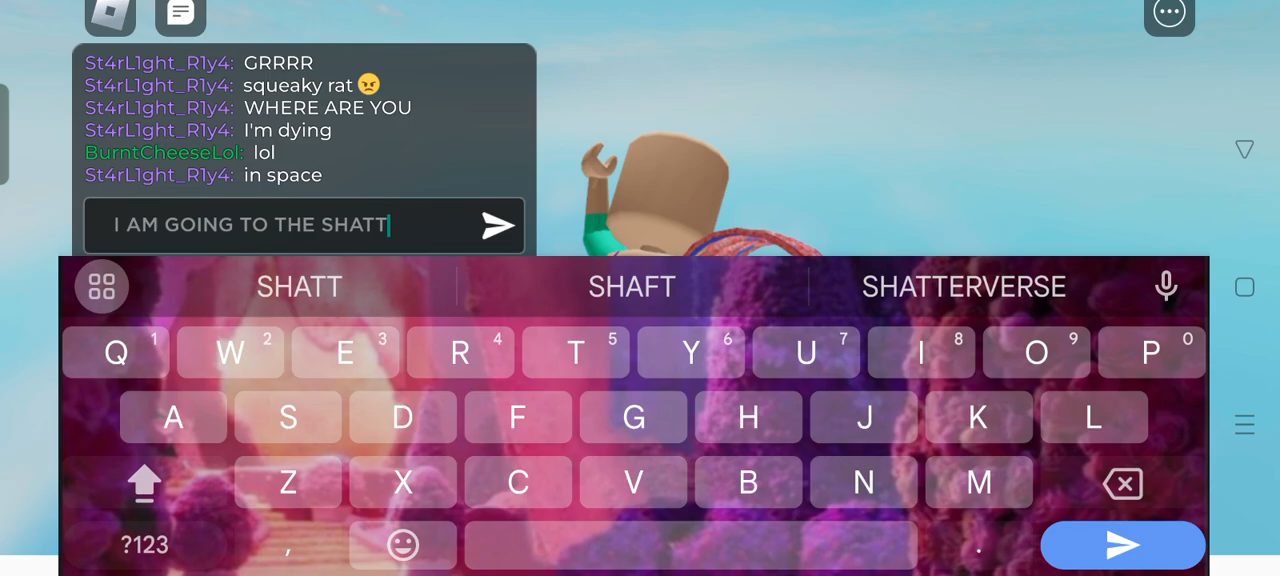 St4rL1ght_R1y4: GRRRR
St4rL1ght_R1y4: squeaky rat 😠
St4rL1ght_R1y4: WHERE ARE YOU
St4rL1ght_R1y4: I'm dying
BurntCheeseLol: lol
St4rL1ght_R1y4: in space
I AM GOING TO THE SHATT
SHATT SHAFT SHATTERVERSE
Q 1 W 2 E 3 R 4 T 5 Y 6 U 7 I 8 O 9 P 0
A S D F G H J K L
Z X C V B N M
?123 , .